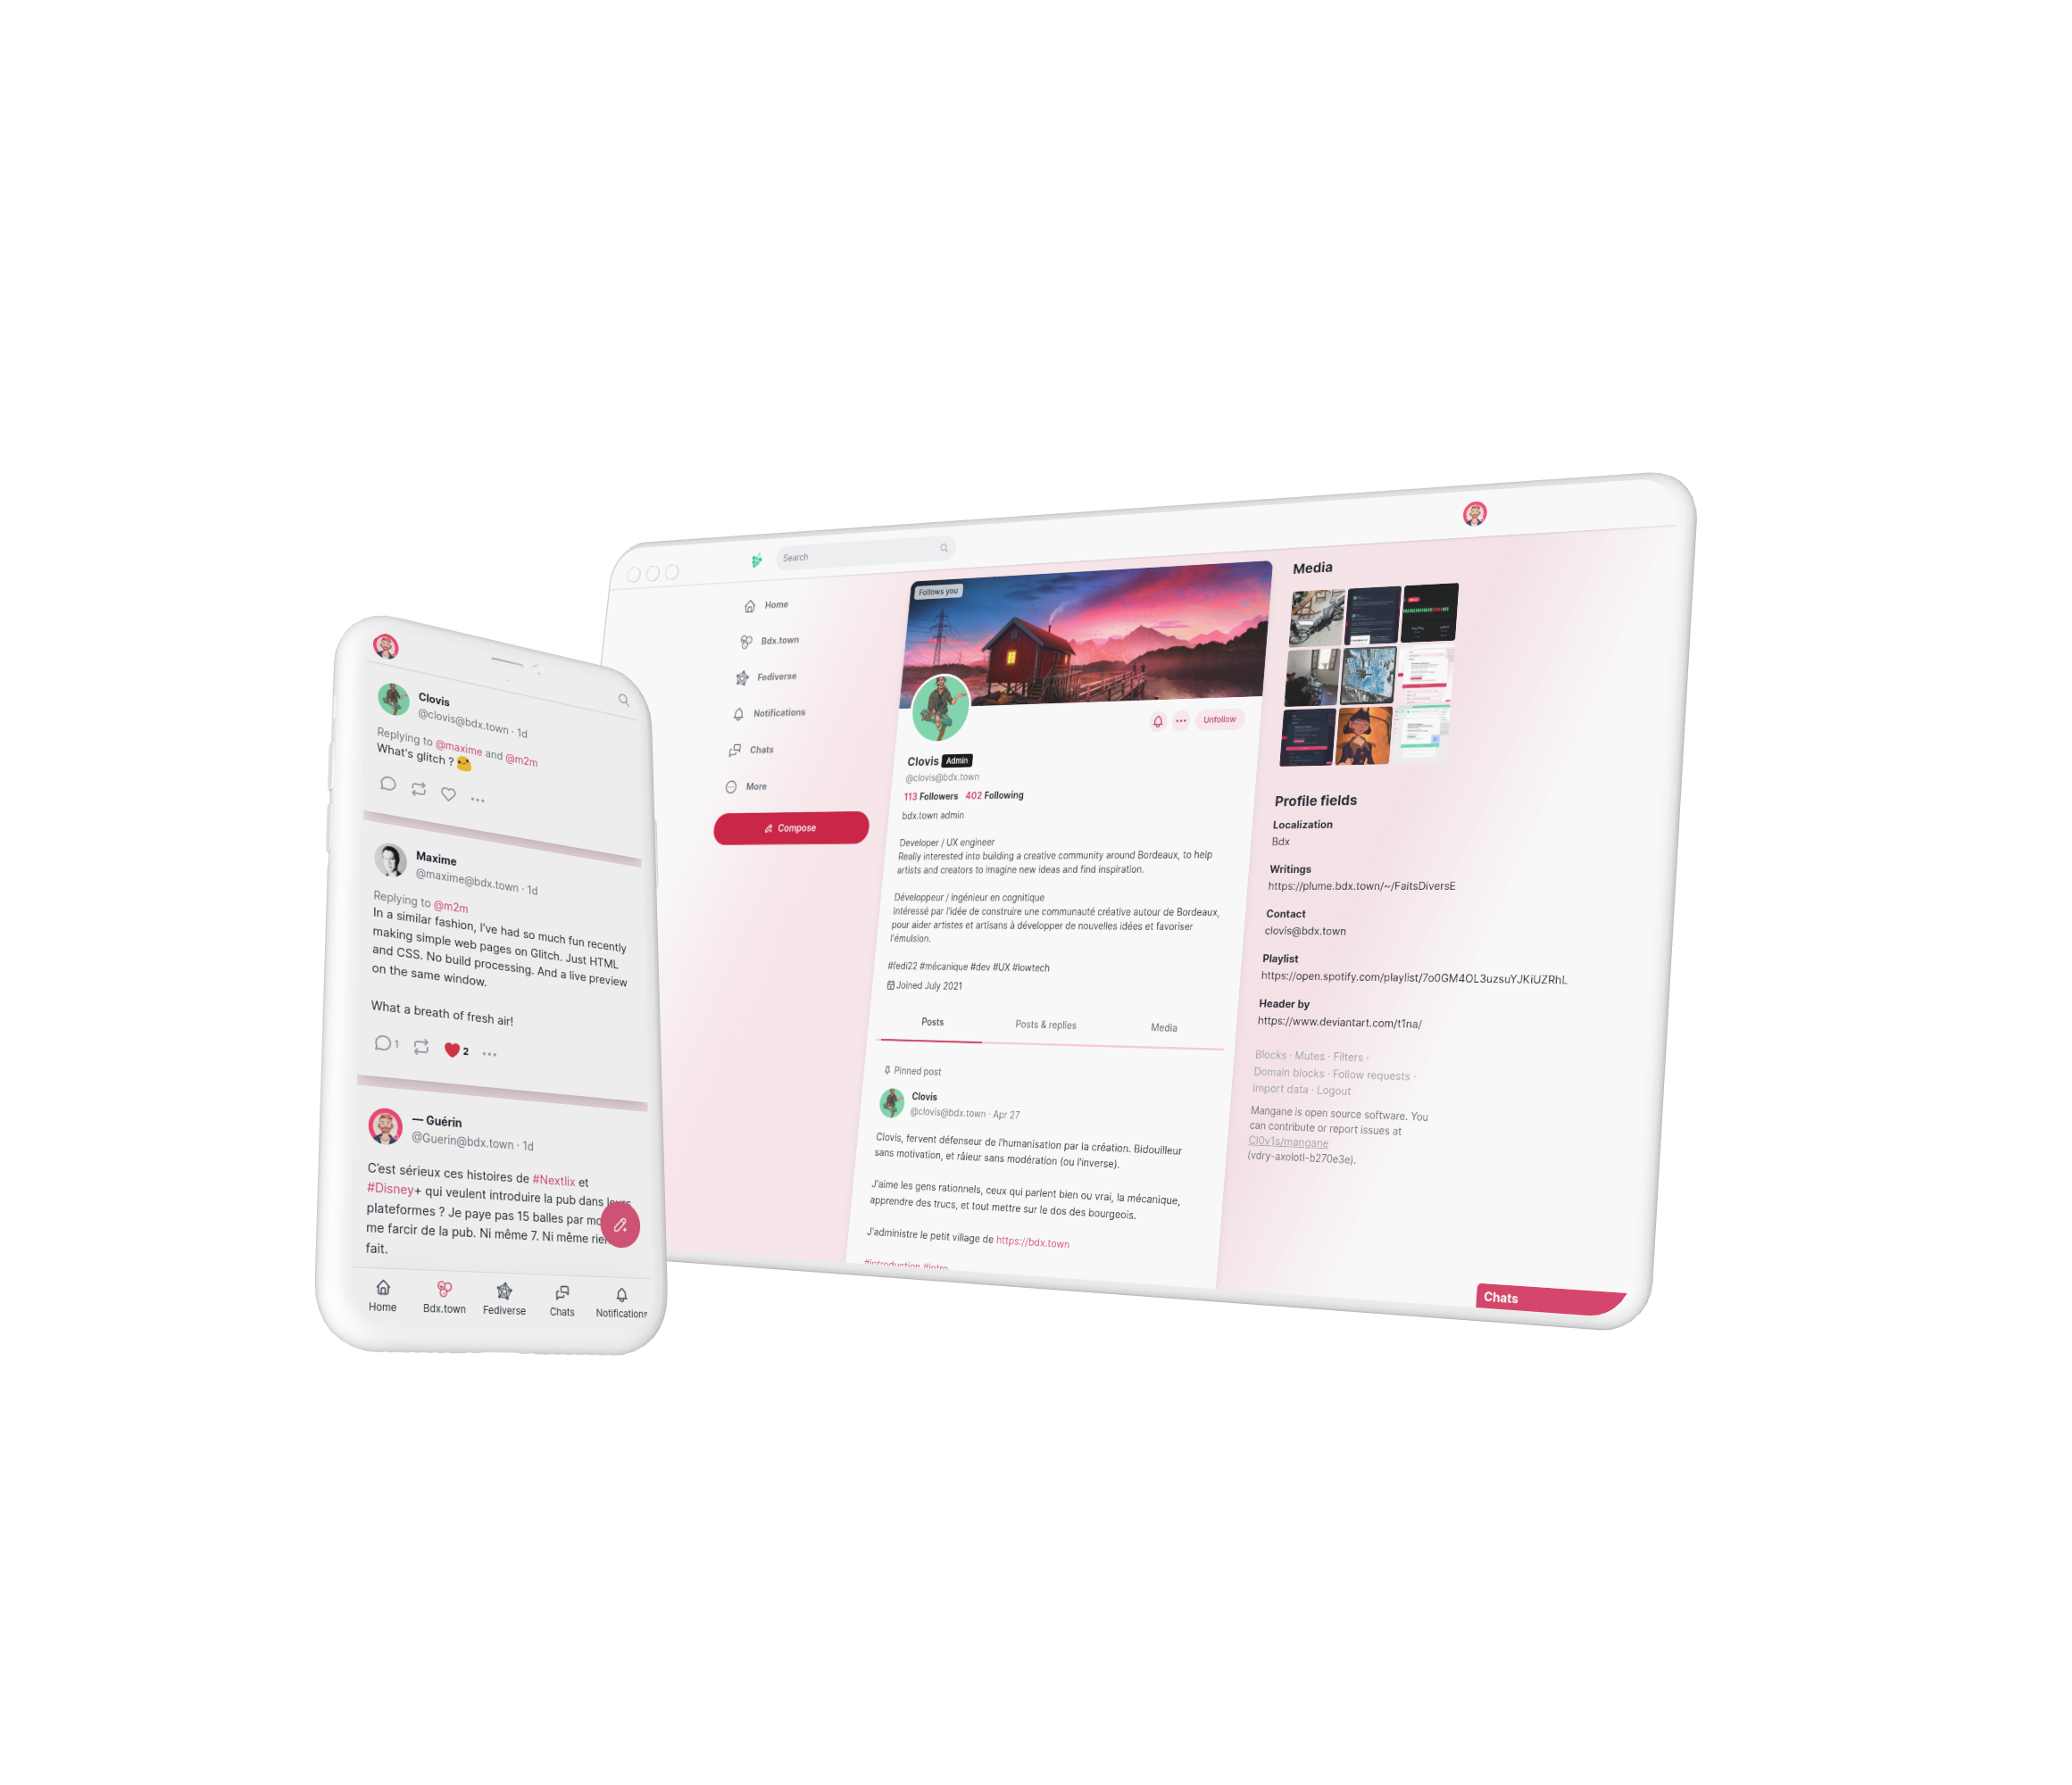 Clovis
@clovis@bdx.town · 1d
Replying to @maxime and @m2m
What's glitch ?
Maxime
@maxime@bdx.town · 1d
Replying to @m2m
In a similar fashion, I've had so much fun recently
making simple web pages on Glitch. Just HTML
and CSS. No build processing. And a live preview
on the same window.
What a breath of fresh air!
1
2
— Guérin
@Guerin@bdx.town · 1d
C'est sérieux ces histoires de #Nextlix et
#Disney+ qui veulent introduire la pub dans leurs
plateformes ? Je paye pas 15 balles par mo
me farcir de la pub. Ni même 7. Ni même rien
fait.
Home
Bdx.town
Fediverse
Chats
Notifications
Search
Home
Bdx.town
Fediverse
Notifications
Chats
More
Compose
Follows you
Unfollow
Clovis Admin
@clovis@bdx.town
113 Followers 402 Following
bdx.town admin
Developer / UX engineer
Really interested into building a creative community around Bordeaux, to help
artists and creators to imagine new ideas and find inspiration.
Développeur / ingénieur en cognitique
Intéressé par l'idée de construire une communauté créative autour de Bordeaux,
pour aider artistes et artisans à développer de nouvelles idées et favoriser
l'émulsion.
#fedi22 #mécanique #dev #UX #lowtech
Joined July 2021
Posts
Posts & replies
Media
Pinned post
Clovis
@clovis@bdx.town · Apr 27
Clovis, fervent défenseur de l'humanisation par la création. Bidouilleur
sans motivation, et râleur sans modération (ou l'inverse).
J'aime les gens rationnels, ceux qui parlent bien ou vrai, la mécanique,
apprendre des trucs, et tout mettre sur le dos des bourgeois.
J'administre le petit village de https://bdx.town
#introduction #intro
Media
Profile fields
Localization
Bdx
Writings
https://plume.bdx.town/~/FaitsDiversE
Contact
clovis@bdx.town
Playlist
https://open.spotify.com/playlist/7o0GM4OL3uzsuYJKiUZRhL
Header by
https://www.deviantart.com/t1na/
Blocks · Mutes · Filters ·
Domain blocks · Follow requests ·
Import data · Logout
Mangane is open source software. You
can contribute or report issues at
Cl0v1s/mangane
(vdry-axolotl-b270e3e).
Chats